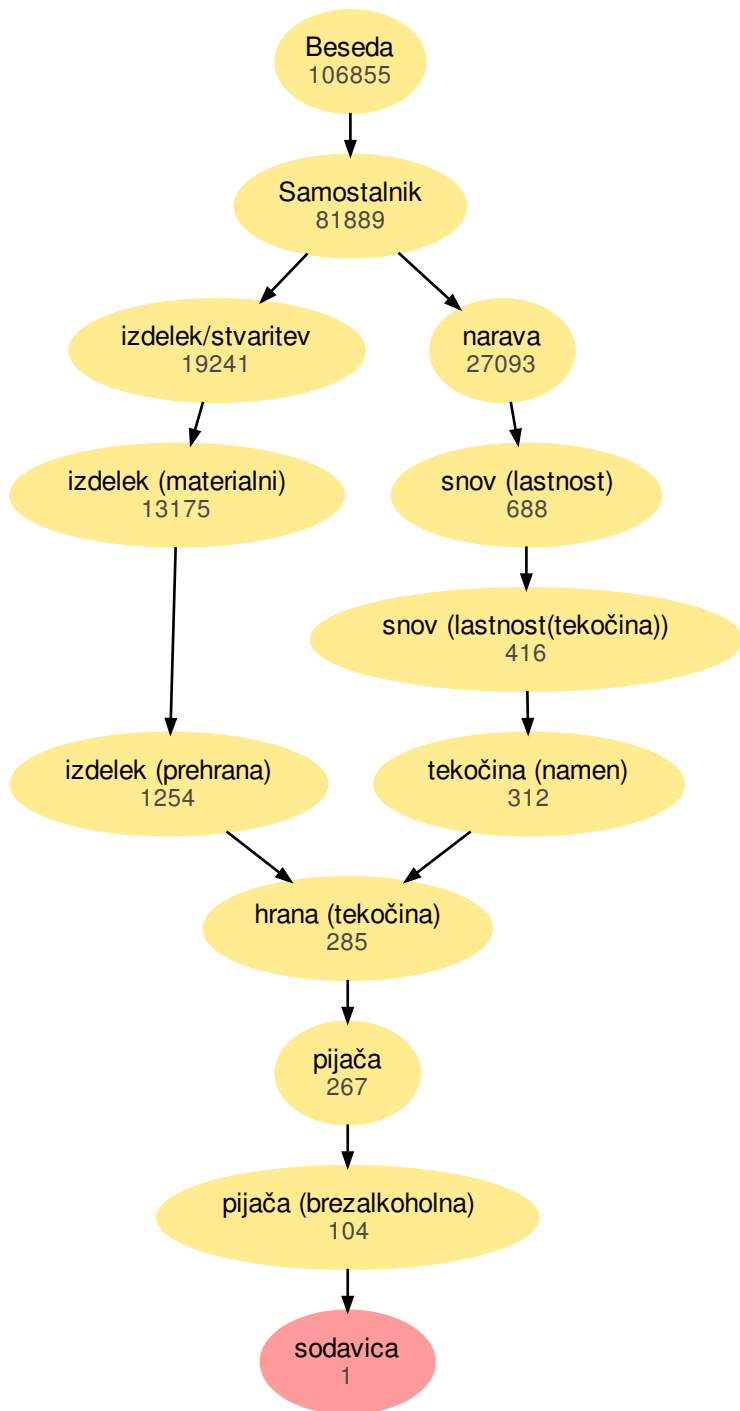 Beseda
106855
Samostalnik
81889
izdelek/stvaritev
19241
narava
27093
izdelek (materialni)
13175
snov (lastnost)
688
snov (lastnost(tekočina))
416
izdelek (prehrana)
1254
tekočina (namen)
312
hrana (tekočina)
285
pijača
267
pijača (brezalkoholna)
104
sodavica
1